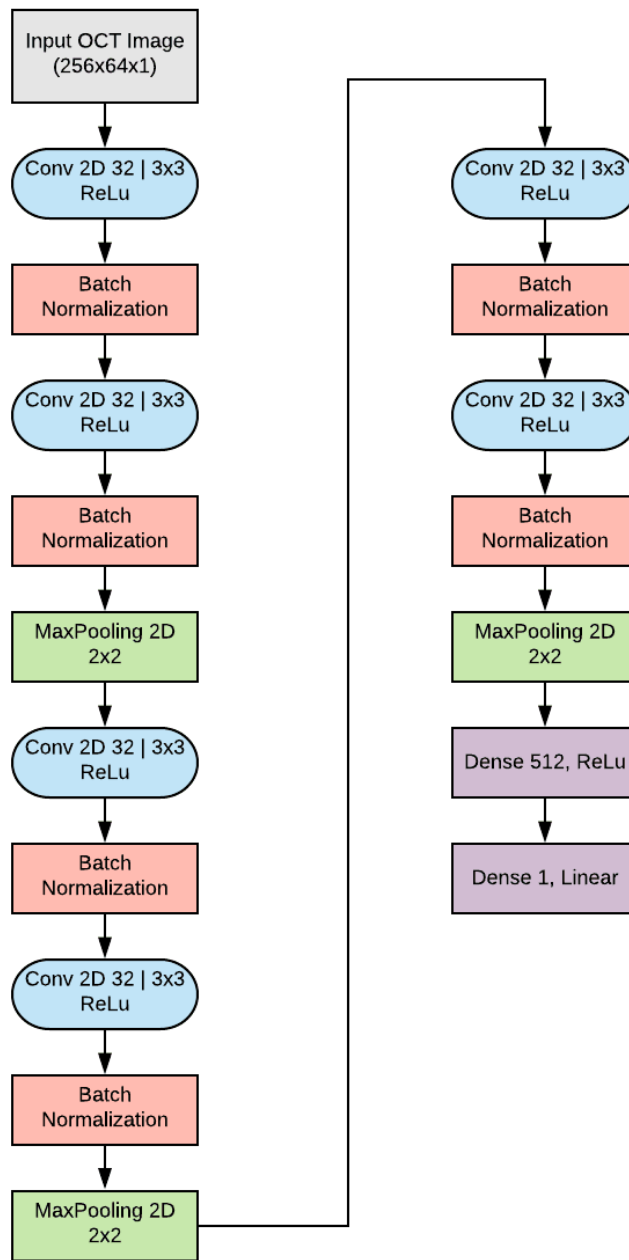 Input OCT Image
(256x64x1)
Conv 2D 32 | 3x3
ReLu
Batch
Normalization
Conv 2D 32 | 3x3
ReLu
Batch
Normalization
MaxPooling 2D
2x2
Conv 2D 32 | 3x3
ReLu
Batch
Normalization
Conv 2D 32 | 3x3
ReLu
Batch
Normalization
MaxPooling 2D
2x2
Conv 2D 32 | 3x3
ReLu
Batch
Normalization
Conv 2D 32 | 3x3
ReLu
Batch
Normalization
MaxPooling 2D
2x2
Dense 512, ReLu
Dense 1, Linear